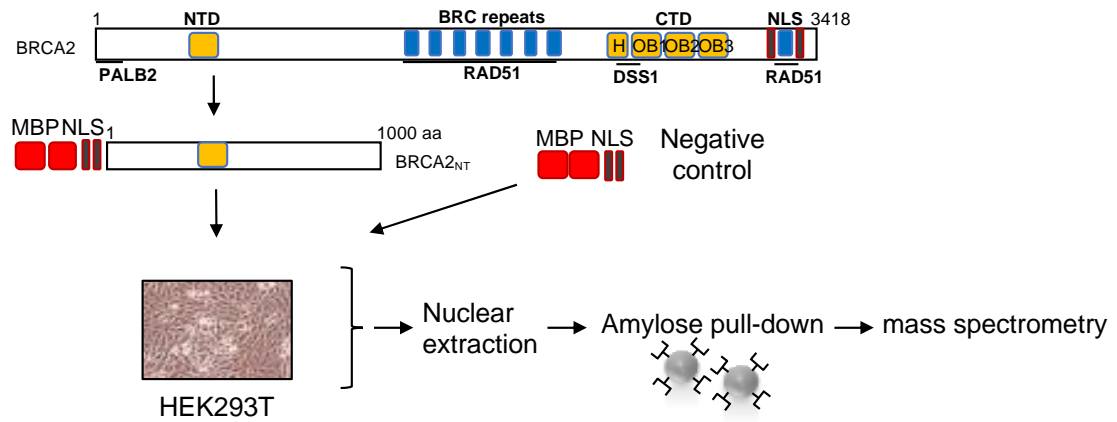 1 NTD BRC repeats CTD NLS 3418
BRCA2 H OB1 OB2 OB3
PALB2 RAD51 DSS1 RAD51
MBP NLS 1 1000 aa
BRCA2NT
MBP NLS
Negative
control
Nuclear
extraction
Amylose pull-down
mass spectrometry
HEK293T